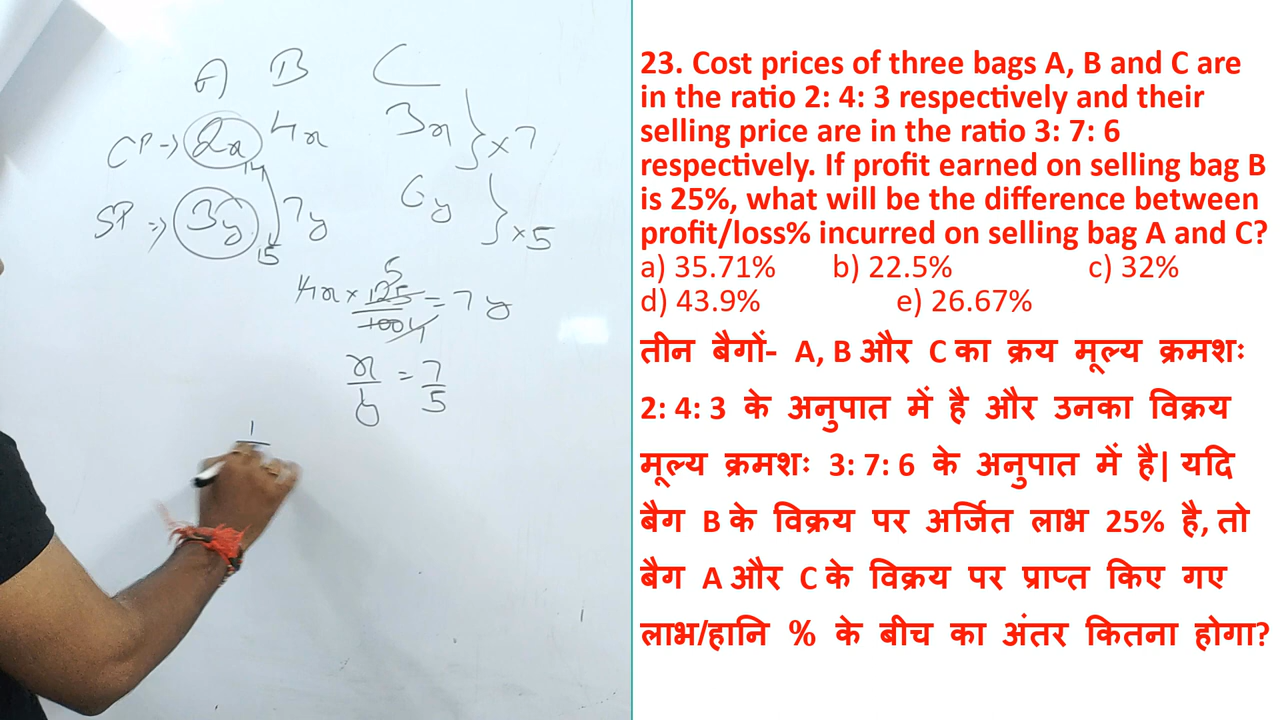 A B C
CP → 2x 4x 3x } × 7
14
SP ⇒ 3y 7y 6y } × 5
15
5
4x × 125 = 7y
100 4
x = 7
y 5
1
23. Cost prices of three bags A, B and C are
in the ratio 2: 4: 3 respectively and their
selling price are in the ratio 3: 7: 6
respectively. If profit earned on selling bag B
is 25%, what will be the difference between
profit/loss% incurred on selling bag A and C?
a) 35.71% b) 22.5% c) 32%
d) 43.9% e) 26.67%
तीन बैगों- A, B और C का क्रय मूल्य क्रमशः
2: 4: 3 के अनुपात में है और उनका विक्रय
मूल्य क्रमशः 3: 7: 6 के अनुपात में है| यदि
बैग B के विक्रय पर अर्जित लाभ 25% है, तो
बैग A और C के विक्रय पर प्राप्त किए गए
लाभ/हानि % के बीच का अंतर कितना होगा?